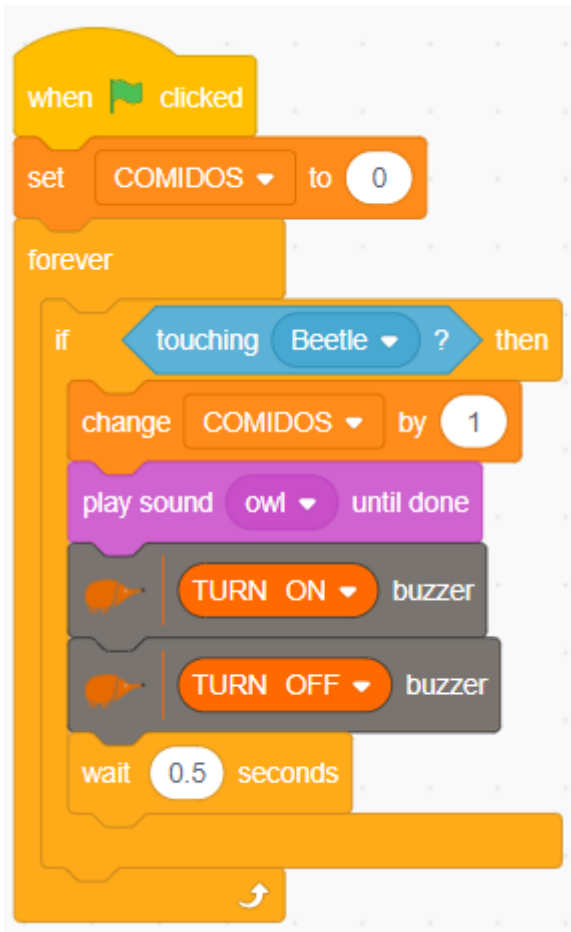 when clicked
set COMIDOS to 0
forever
if touching Beetle ? then
change COMIDOS by 1
play sound owl until done
TURN ON buzzer
TURN OFF buzzer
wait 0.5 seconds